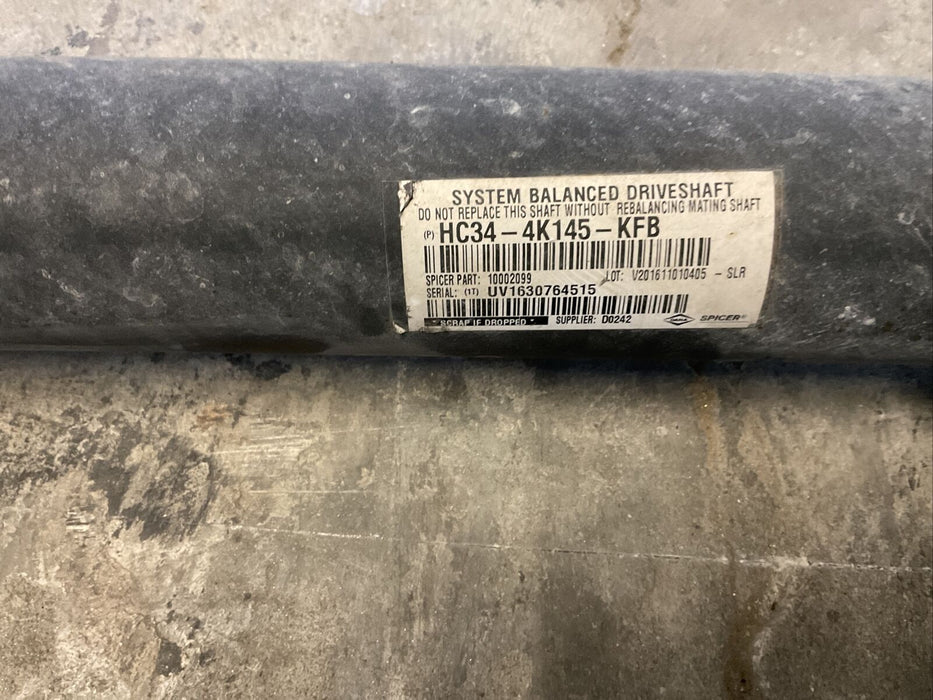 SYSTEM BALANCED DRIVESHAFT
DO NOT REPLACE THIS SHAFT WITHOUT REBALANCING MATING SHAFT
(P) HC34-4K145-KFB
SPICER PART: 10002099 LOT: V201611010405 - SLR
SERIAL: (1T) UV1630764515
"SCRAP IF DROPPED" SUPPLIER: D0242 DANA SPICER®